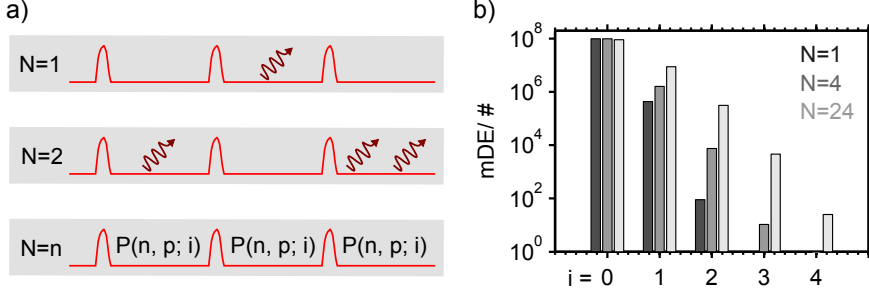 a)
N=1
N=2
N=n
P(n, p; i)
P(n, p; i)
P(n, p; i)
b)
mDE/ #
10^8
10^6
10^4
10^2
10^0
N=1
N=4
N=24
i = 0 1 2 3 4